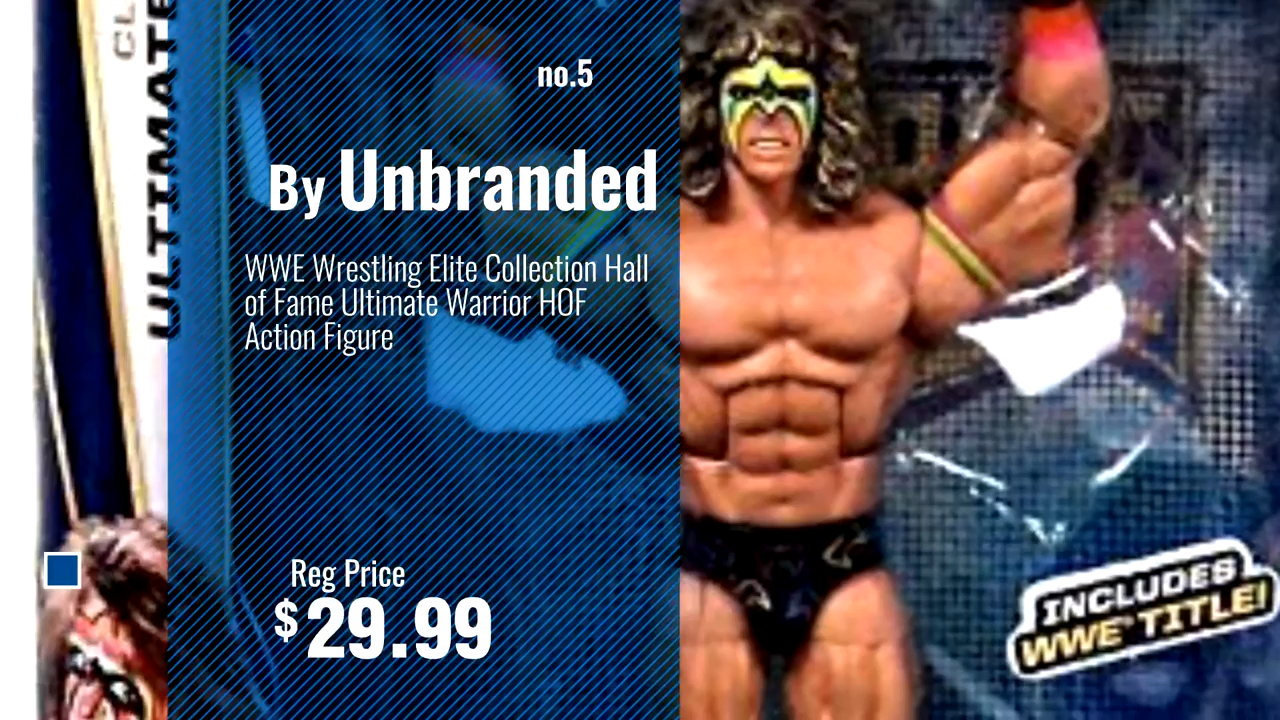 no.5
By Unbranded
WWE Wrestling Elite Collection Hall
of Fame Ultimate Warrior HOF
Action Figure
Reg Price
$29.99
ULTIMATE
INCLUDES
WWE TITLE!